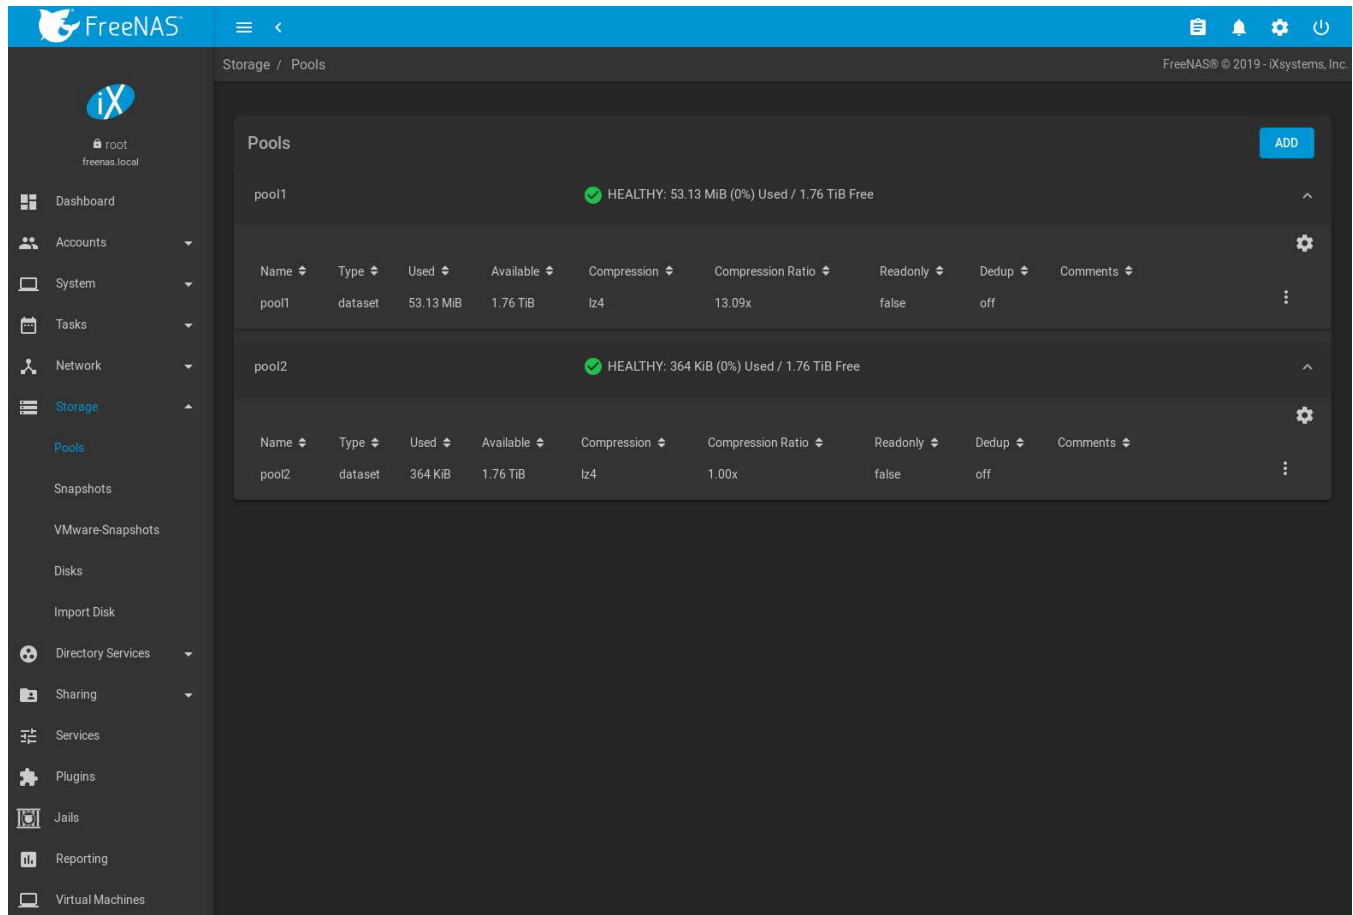 FreeNAS®
Storage / Pools
FreeNAS® © 2019 - iXsystems, Inc.
iX
root
freenas.local
Dashboard
Accounts
System
Tasks
Network
Storage
Pools
Snapshots
VMware-Snapshots
Disks
Import Disk
Directory Services
Sharing
Services
Plugins
Jails
Reporting
Virtual Machines
Pools
ADD
pool1 HEALTHY: 53.13 MiB (0%) Used / 1.76 TiB Free
Name Type Used Available Compression Compression Ratio Readonly Dedup Comments
pool1 dataset 53.13 MiB 1.76 TiB lz4 13.09x false off
pool2 HEALTHY: 364 KiB (0%) Used / 1.76 TiB Free
Name Type Used Available Compression Compression Ratio Readonly Dedup Comments
pool2 dataset 364 KiB 1.76 TiB lz4 1.00x false off